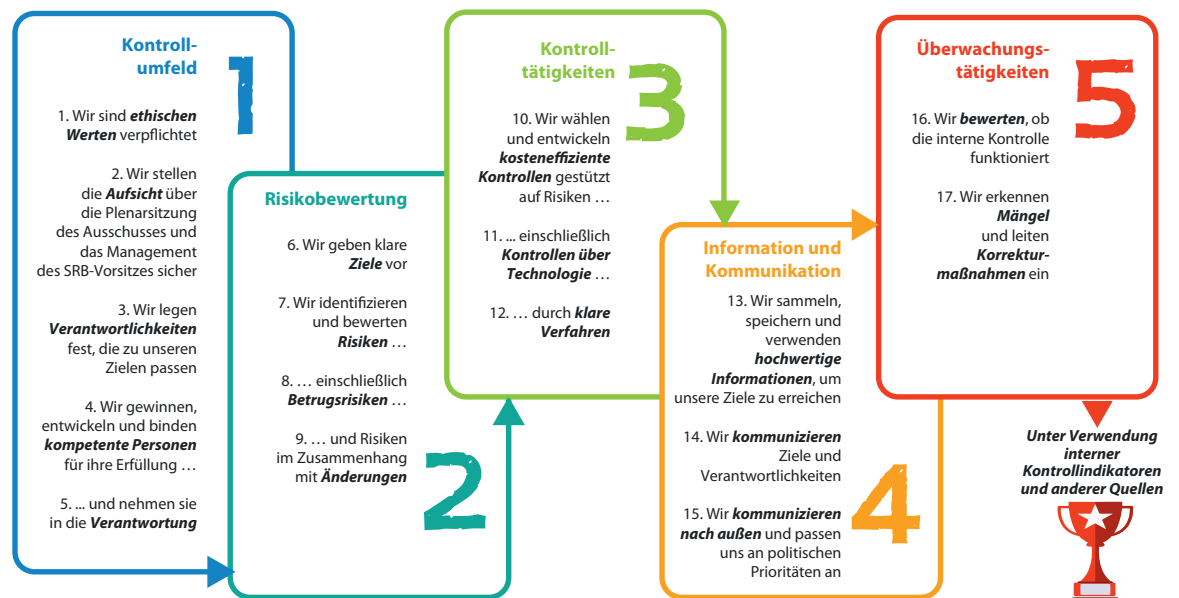 Kontroll-
umfeld
1
1. Wir sind ethischen
Werten verpflichtet
2. Wir stellen
die Aufsicht über
die Plenarsitzung
des Ausschusses und
das Management
des SRB-Vorsitzes sicher
3. Wir legen
Verantwortlichkeiten
fest, die zu unseren
Zielen passen
4. Wir gewinnen,
entwickeln und binden
kompetente Personen
für ihre Erfüllung …
5. ... und nehmen sie
in die Verantwortung
Risikobewertung
6. Wir geben klare
Ziele vor
7. Wir identifizieren
und bewerten
Risiken …
8. … einschließlich
Betrugsrisiken …
9. … und Risiken
im Zusammenhang
mit Änderungen
2
Kontroll-
tätigkeiten
3
10. Wir wählen
und entwickeln
kosteneffiziente
Kontrollen gestützt
auf Risiken …
11. ... einschließlich
Kontrollen über
Technologie …
12. … durch klare
Verfahren
Information und
Kommunikation
13. Wir sammeln,
speichern und
verwenden
hochwertige
Informationen, um
unsere Ziele zu erreichen
14. Wir kommunizieren
Ziele und
Verantwortlichkeiten
15. Wir kommunizieren
nach außen und passen
uns an politischen
Prioritäten an
4
Überwachungs-
tätigkeiten
5
16. Wir bewerten, ob
die interne Kontrolle
funktioniert
17. Wir erkennen
Mängel
und leiten
Korrektur-
maßnahmen ein
Unter Verwendung
interner
Kontrollindikatoren
und anderer Quellen